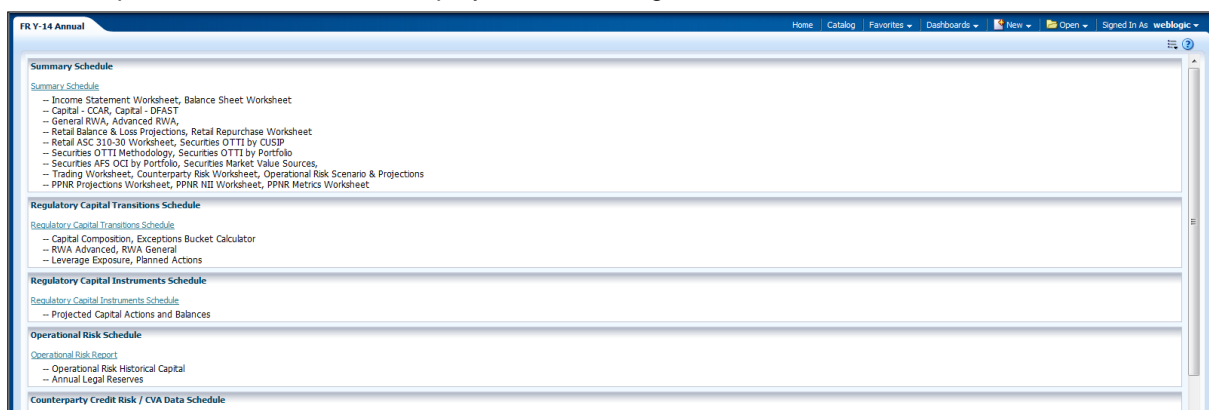 FR Y-14 Annual
Home Catalog Favorites Dashboards New Open Signed In As weblogic
Summary Schedule
Summary Schedule
-- Income Statement Worksheet, Balance Sheet Worksheet
-- Capital - CCAR, Capital - DFAST
-- General RWA, Advanced RWA,
-- Retail Balance & Loss Projections, Retail Repurchase Worksheet
-- Retail ASC 310-30 Worksheet, Securities OTTI by CUSIP
-- Securities OTTI Methodology, Securities OTTI by Portfolio
-- Securities AFS OCI by Portfolio, Securities Market Value Sources,
-- Trading Worksheet, Counterparty Risk Worksheet, Operational Risk Scenario & Projections
-- PPNR Projections Worksheet, PPNR NII Worksheet, PPNR Metrics Worksheet
Regulatory Capital Transitions Schedule
Regulatory Capital Transitions Schedule
-- Capital Composition, Exceptions Bucket Calculator
-- RWA Advanced, RWA General
-- Leverage Exposure, Planned Actions
Regulatory Capital Instruments Schedule
Regulatory Capital Instruments Schedule
-- Projected Capital Actions and Balances
Operational Risk Schedule
Operational Risk Report
-- Operational Risk Historical Capital
-- Annual Legal Reserves
Counterparty Credit Risk / CVA Data Schedule